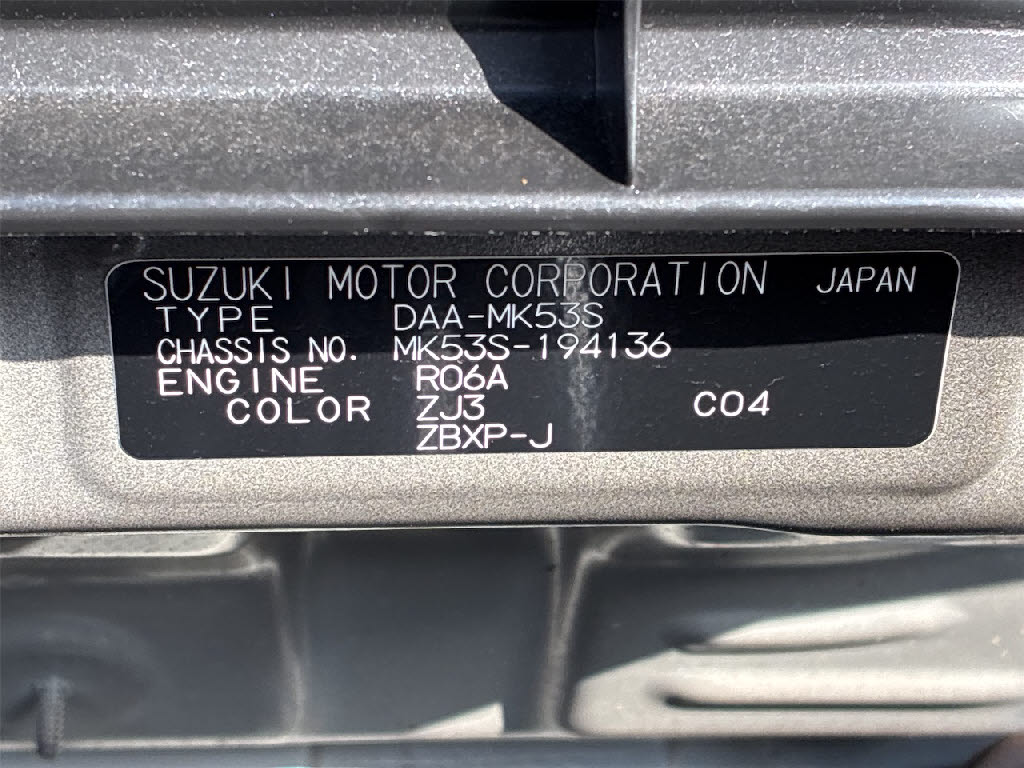 SUZUKI MOTOR CORPORATION JAPAN
TYPE DAA-MK53S
CHASSIS NO. MK53S-194136
ENGINE R06A
COLOR ZJ3 C04
ZBXP-J